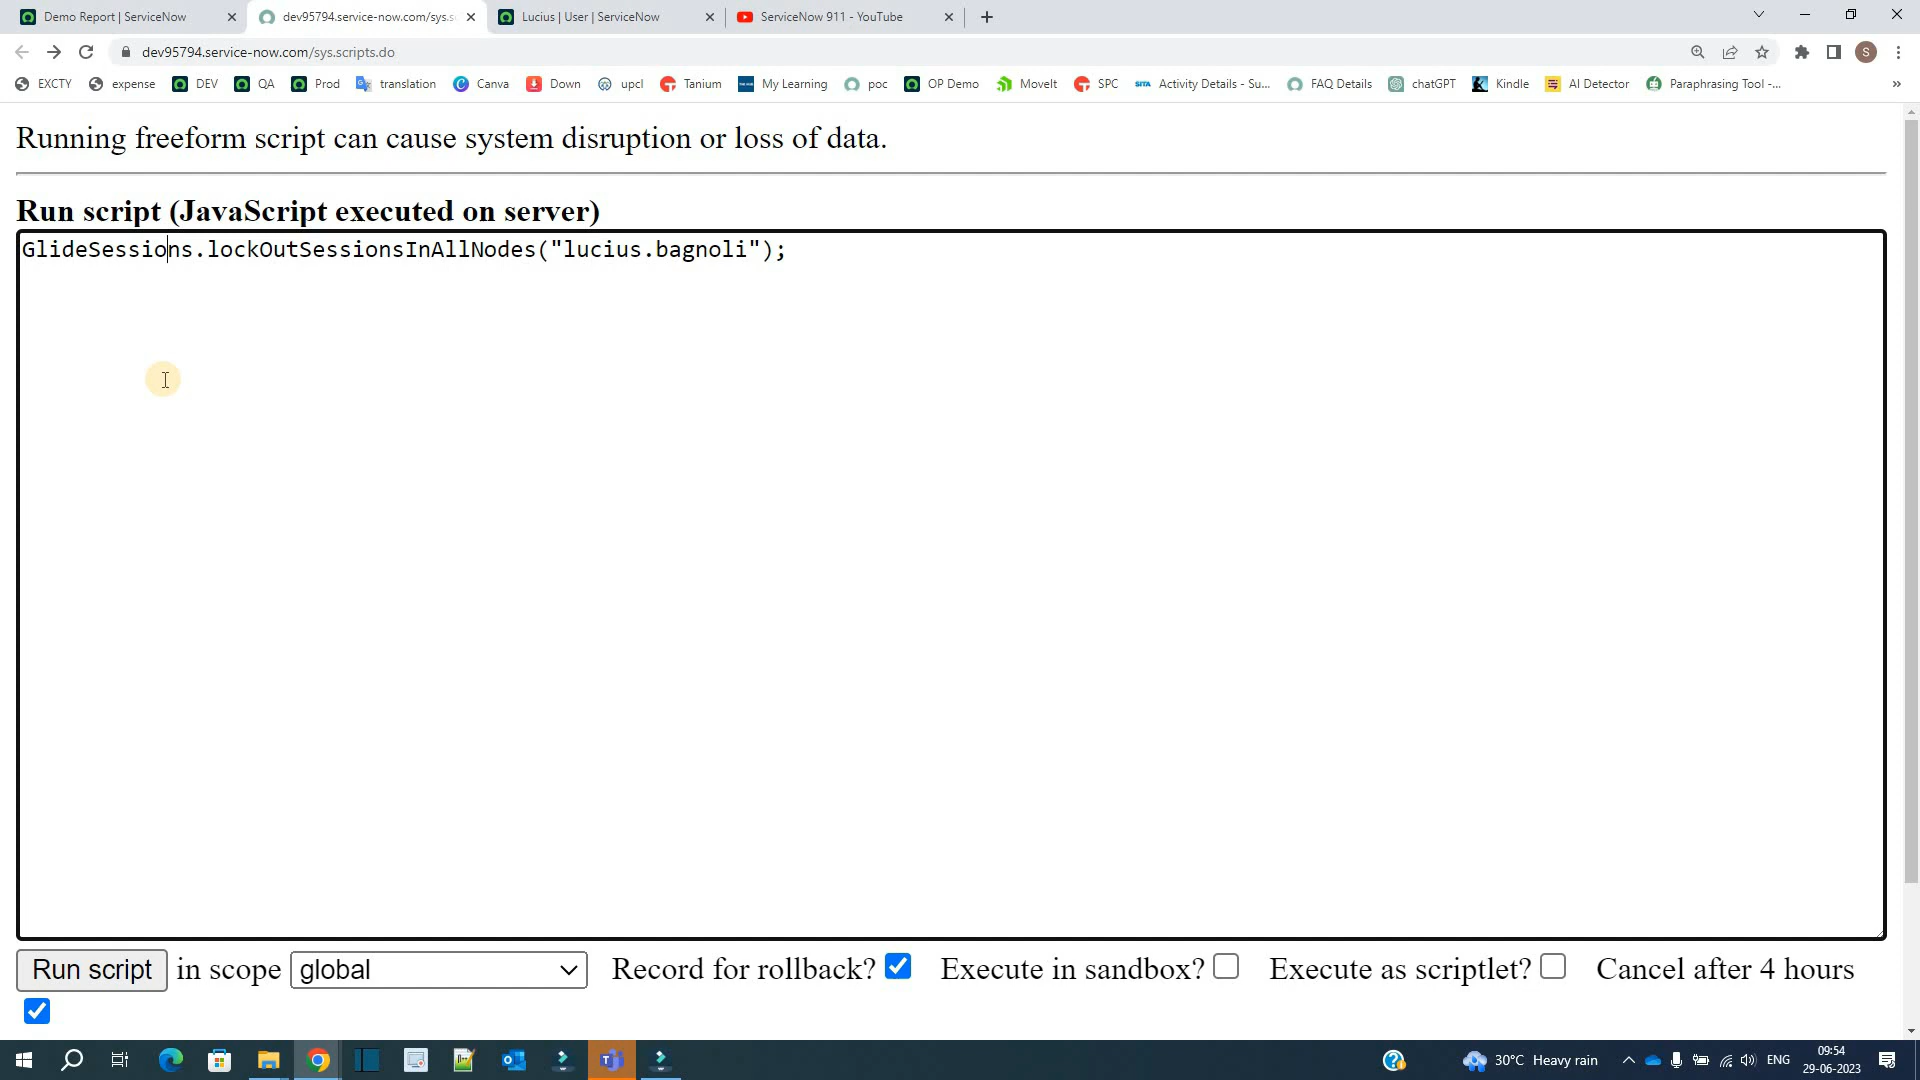 Demo Report | ServiceNow
dev95794.service-now.com/sys.s
Lucius | User | ServiceNow
ServiceNow 911 - YouTube
dev95794.service-now.com/sys.scripts.do
S
EXCTY
expense
DEV
QA
Prod
translation
Canva
Down
upcl
Tanium
My Learning
poc
OP Demo
MoveIt
SPC
SITA
Activity Details - Su...
FAQ Details
chatGPT
Kindle
AI Detector
Paraphrasing Tool -...
»
Running freeform script can cause system disruption or loss of data.
Run script (JavaScript executed on server)
GlideSessions.lockOutSessionsInAllNodes("lucius.bagnoli");
Run script in scope global Record for rollback? Execute in sandbox? Execute as scriptlet? Cancel after 4 hours
30°C Heavy rain
ENG
09:54
29-06-2023